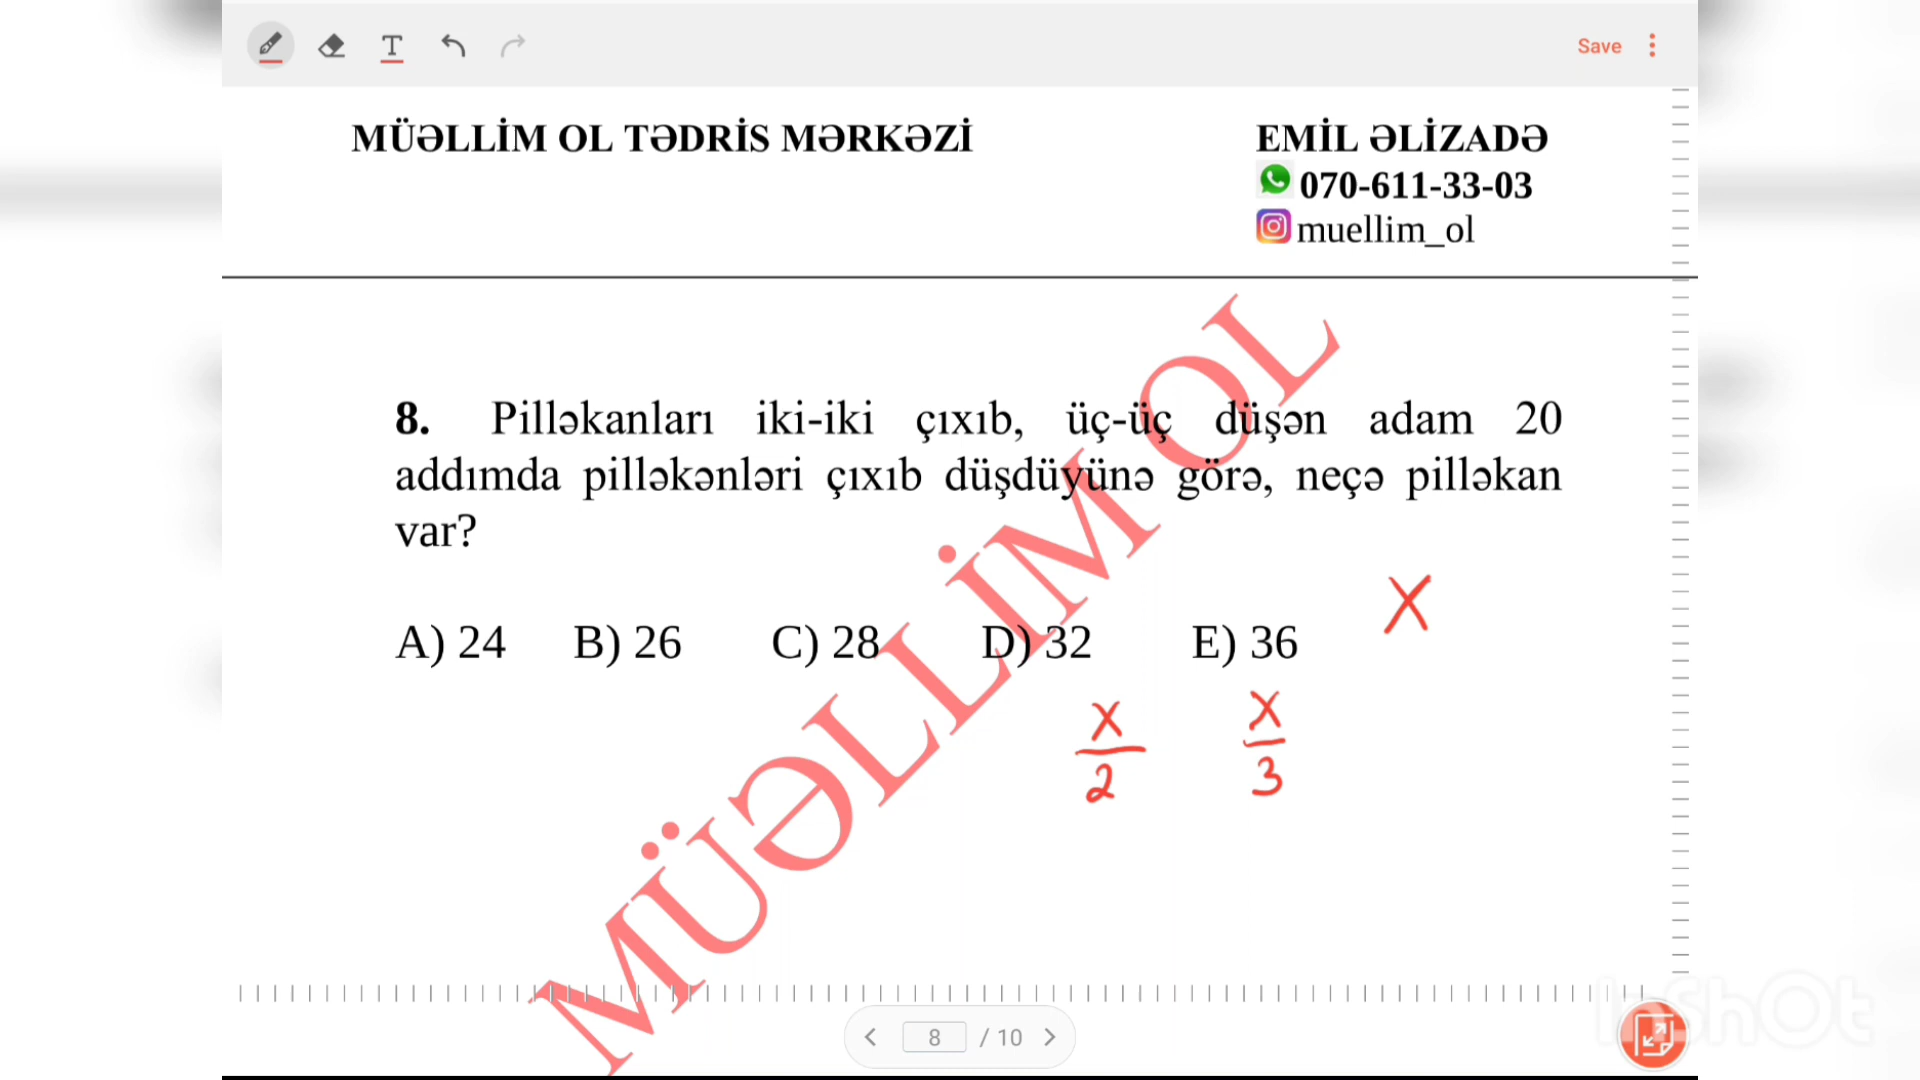 Save
MÜƏLLİM OL TƏDRİS MƏRKƏZİ
EMİL ƏLİZADƏ
070-611-33-03
muellim_ol
8. Pilləkanları iki-iki çıxıb, üç-üç düşən adam 20
addımda pilləkənləri çıxıb düşdüyünə görə, neçə pilləkan
var?
A) 24 B) 26 C) 28 D) 32 E) 36
X
X/2 X/3
MÜƏLLİM OL
8 / 10
InShOt